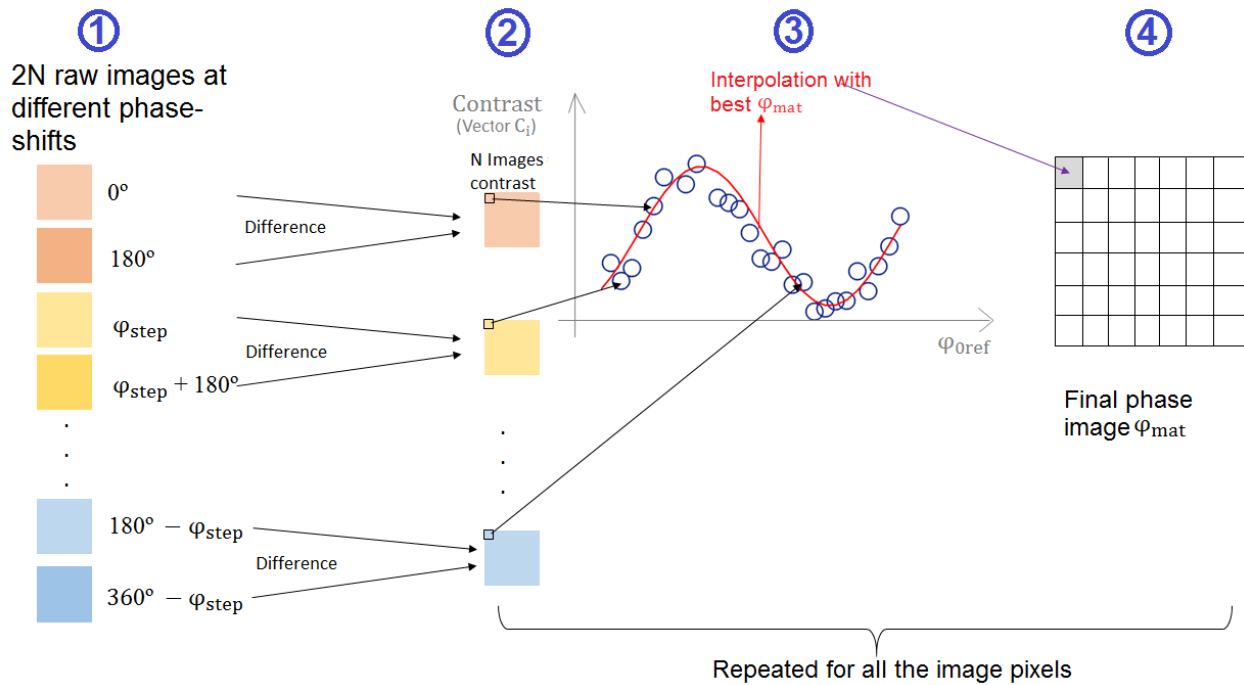 1
2
3
4
2N raw images at
different phase-
shifts
0º
180º
φstep
φstep + 180º
.
.
.
180º − φstep
360º − φstep
Difference
Difference
Difference
Contrast
(Vector Ci)
N Images
contrast
.
.
.
Interpolation with
best φmat
φ0ref
Final phase
image φmat
Repeated for all the image pixels